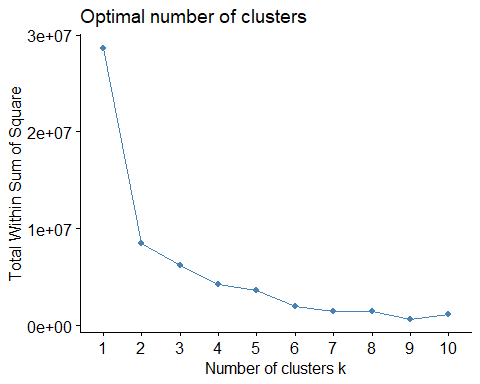 Optimal number of clusters
Total Within Sum of Square
3e+07
2e+07
1e+07
0e+00
1 2 3 4 5 6 7 8 9 10
Number of clusters k